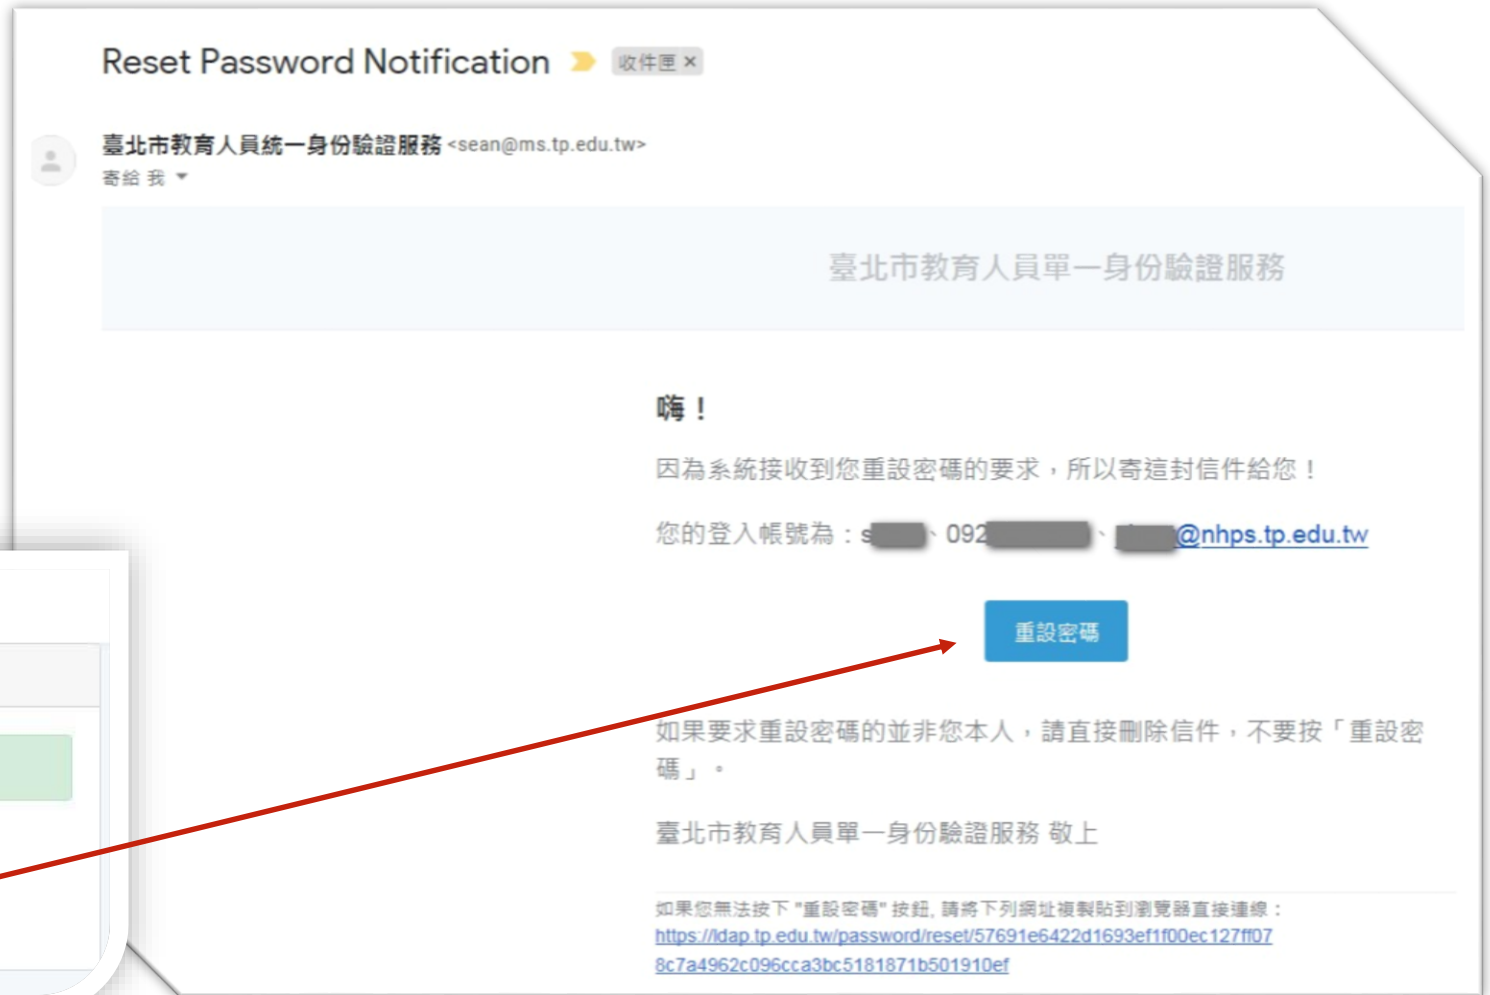 Reset Password Notification 收件匣 ×
臺北市教育人員統一身份驗證服務 <sean@ms.tp.edu.tw>
寄給 我
臺北市教育人員單一身份驗證服務
嗨！
因為系統接收到您重設密碼的要求，所以寄這封信件給您！
您的登入帳號為：s、092、@nhps.tp.edu.tw
重設密碼
如果要求重設密碼的並非您本人，請直接刪除信件，不要按「重設密
碼」。
臺北市教育人員單一身份驗證服務 敬上
如果您無法按下 "重設密碼" 按鈕, 請將下列網址複製貼到瀏覽器直接連線：
https://ldap.tp.edu.tw/password/reset/57691e6422d1693ef1f00ec127ff07
8c7a4962c096cca3bc5181871b501910ef